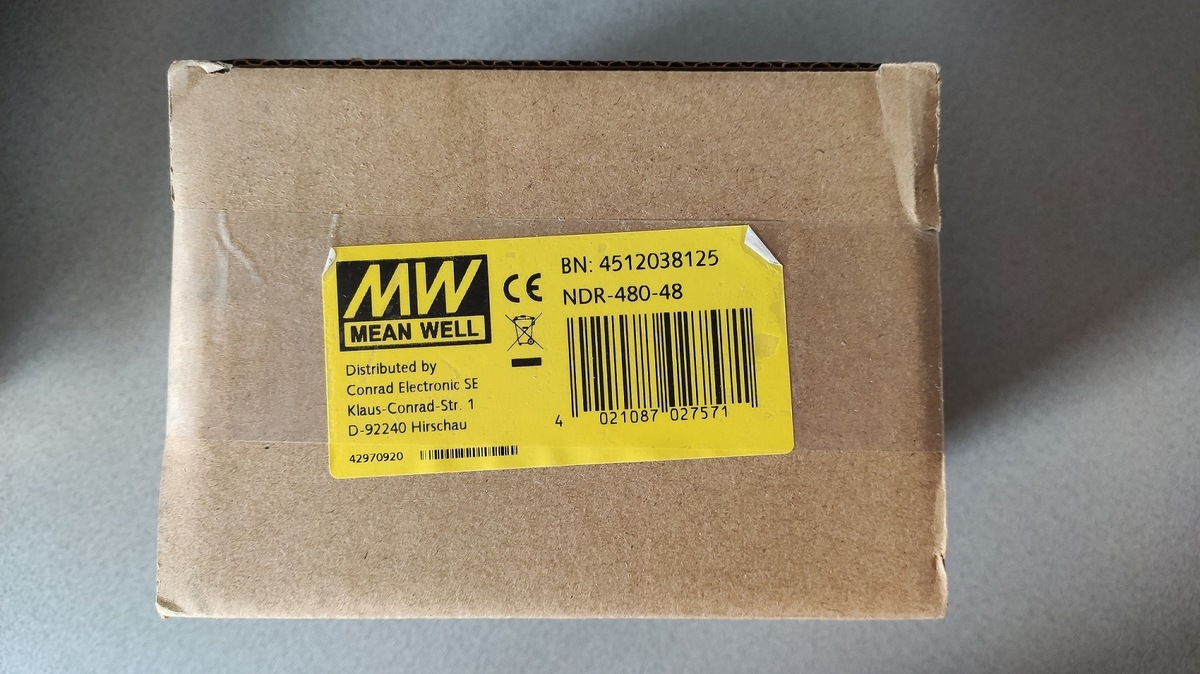 MW
MEAN WELL
CE
BN: 4512038125
NDR-480-48
4 021087 027571
Distributed by
Conrad Electronic SE
Klaus-Conrad-Str. 1
D-92240 Hirschau
42970920